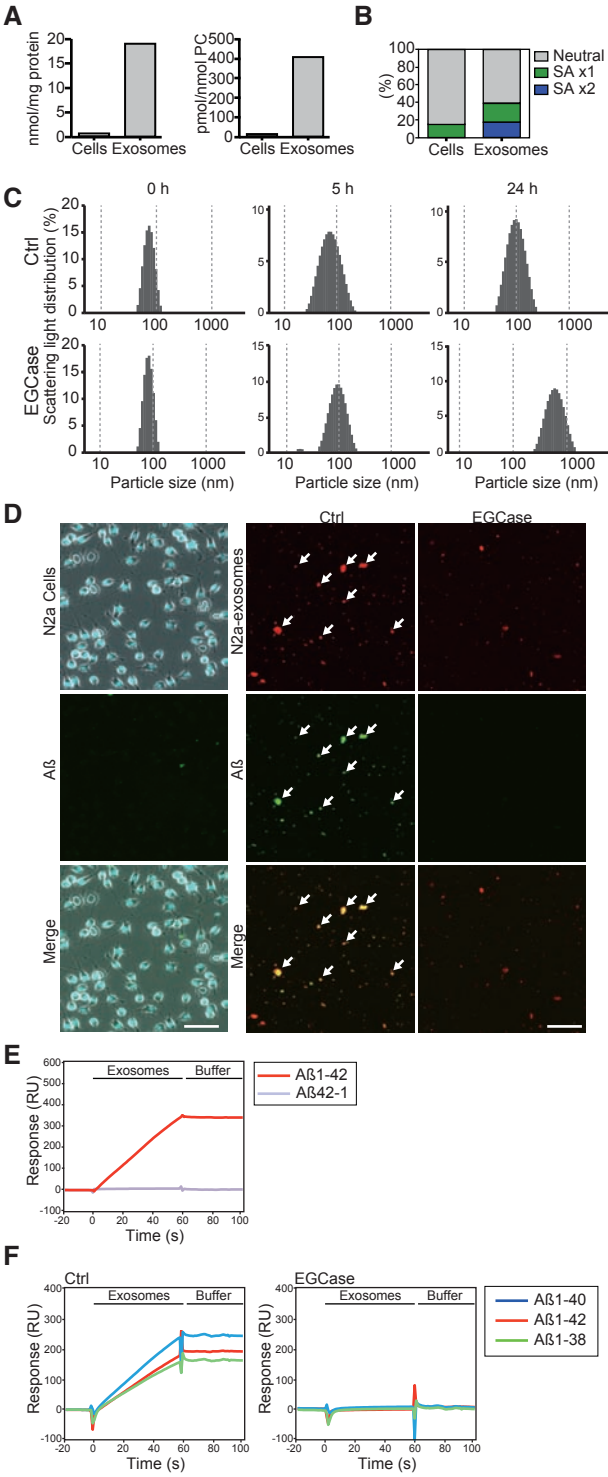 A
nmol/mg protein
20
15
10
5
0
Cells Exosomes
pmol/nmol PC
500
400
300
200
100
0
Cells Exosomes
B
(%)
100
80
60
40
20
0
Cells Exosomes
Neutral
SA x1
SA x2
C
0 h 5 h 24 h
Ctrl
EGCase
Scattering light distribution (%)
20
15
10
5
0
10 100 1000
10
5
0
10 100 1000
10
5
0
10 100 1000
20
15
10
5
0
10 100 1000
Particle size (nm)
15
10
5
0
10 100 1000
Particle size (nm)
15
10
5
0
10 100 1000
Particle size (nm)
D
Ctrl EGCase
N2a Cells
N2a-exosomes
Aß
Aß
Merge
Merge
E
Response (RU)
600
500
400
300
200
100
0
-100
-20 0 20 40 60 80 100
Time (s)
Exosomes Buffer
Aß1-42
Aß42-1
F
Ctrl
Response (RU)
400
300
200
100
0
-100
-20 0 20 40 60 80 100
Time (s)
Exosomes Buffer
EGCase
Response (RU)
400
300
200
100
0
-100
-20 0 20 40 60 80 100
Time (s)
Exosomes Buffer
Aß1-40
Aß1-42
Aß1-38